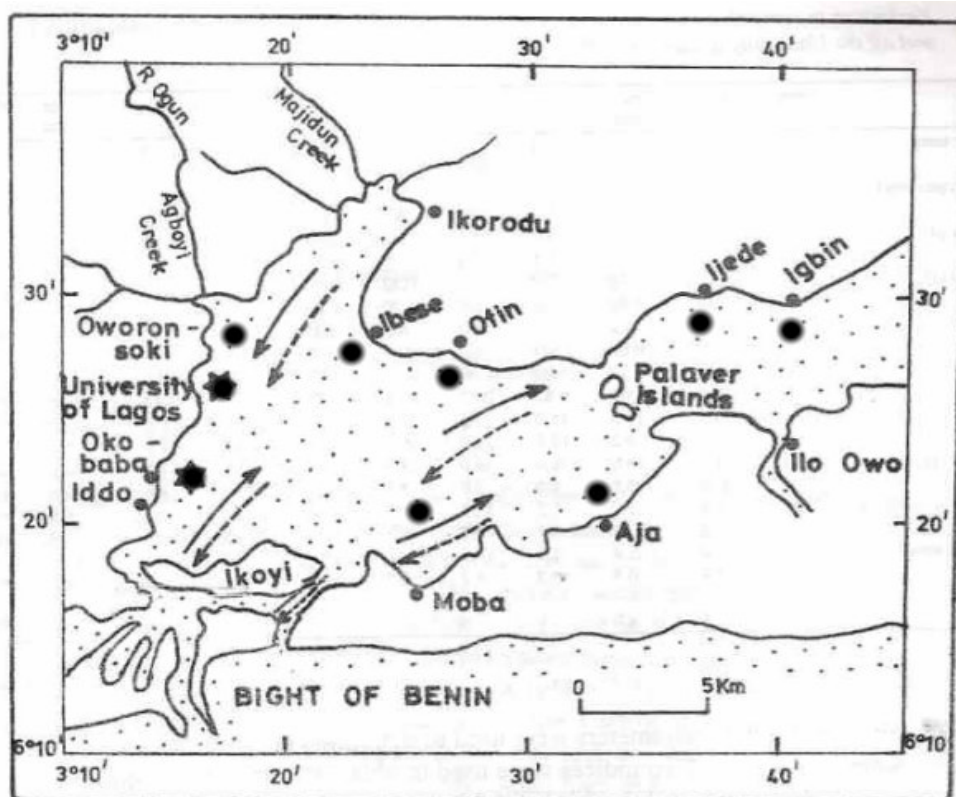 3°10'
20'
30'
40'
R Ogun
Majidun
Creek
Agboyi
Creek
Ikorodu
30'
30'
Ijede
Igbin
Ibese
Ofin
Oworon-
soki
University
of Lagos
Palaver
Islands
Oko-
baba
Iddo
Ilo Owo
20'
20'
Aja
Ikoyi
Moba
0
5Km
BIGHT OF BENIN
6°10'
6°10'
3°10'
20'
30'
40'